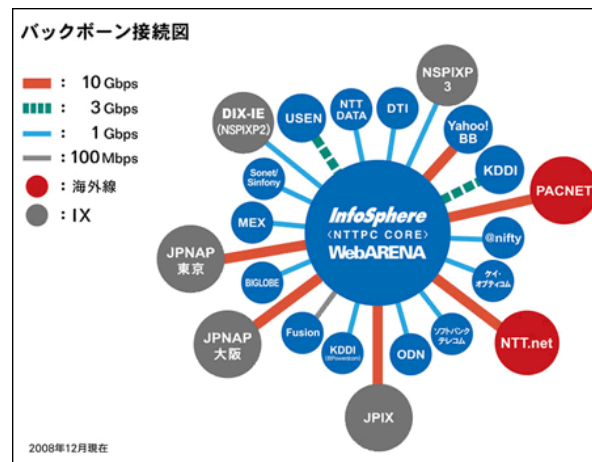 バックボーン接続図
: 10 Gbps
: 3 Gbps
: 1 Gbps
: 100 Mbps
: 海外線
: IX
DIX-IE
(NSPIXP2)
USEN
NTT
DATA
DTI
NSPIXP
3
Yahoo!
BB
KDDI
PACNET
@nifty
ケイ・
オプティコム
NTT.net
ソフトバンク
テレコム
ODN
JPIX
KDDI
Fusion
JPNAP
大阪
BIGLOBE
JPNAP
東京
MEX
Sonet/
Sinfony
InfoSphere
〈NTTPC CORE〉
WebARENA
2008年12月現在